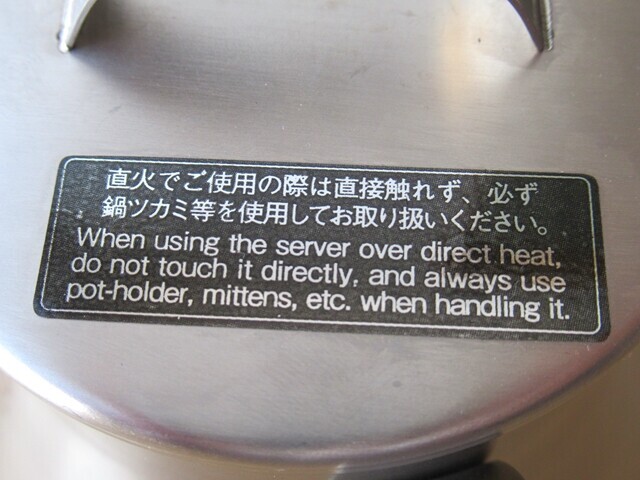 直火でご使用の際は直接触れず、必ず
鍋ツカミ等を使用してお取り扱いください。
When using the server over direct heat,
do not touch it directly, and always use
pot-holder, mittens, etc. when handling it.